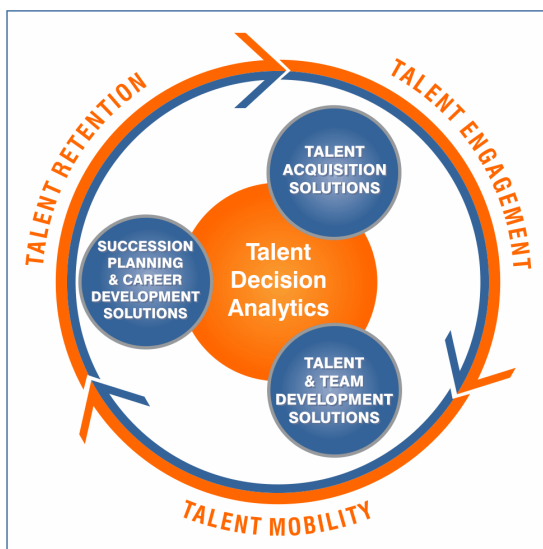 TALENT RETENTION
TALENT ENGAGEMENT
TALENT
ACQUISITION
SOLUTIONS
SUCCESSION
PLANNING
& CAREER
DEVELOPMENT
SOLUTIONS
Talent
Decision
Analytics
TALENT
& TEAM
DEVELOPMENT
SOLUTIONS
TALENT MOBILITY